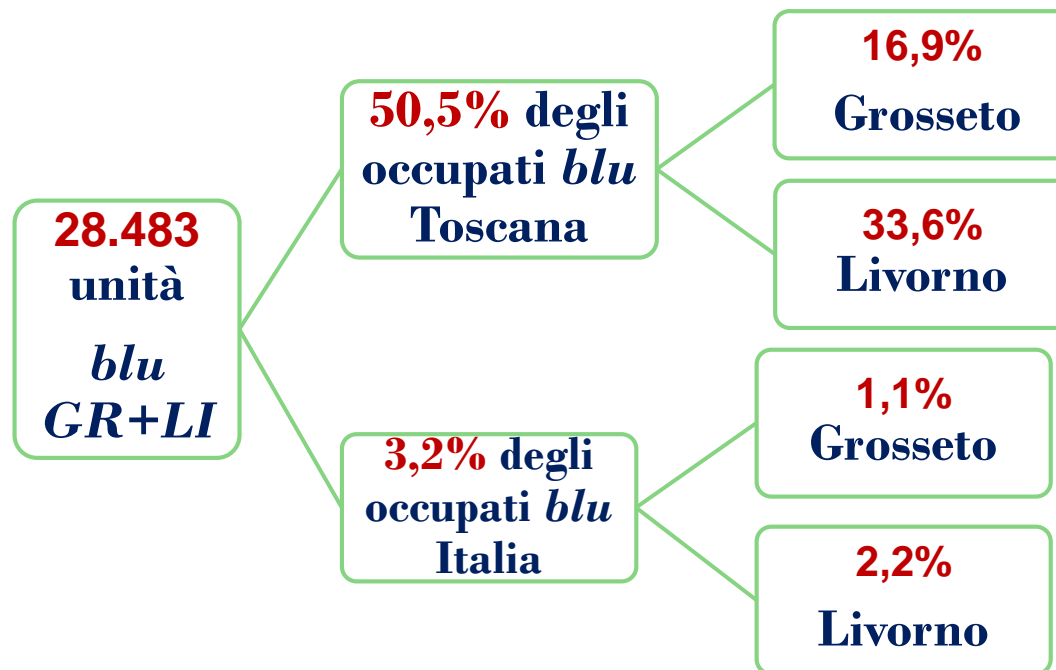 28.483
unità
blu
GR+LI
50,5% degli
occupati blu
Toscana
16,9%
Grosseto
33,6%
Livorno
3,2% degli
occupati blu
Italia
1,1%
Grosseto
2,2%
Livorno